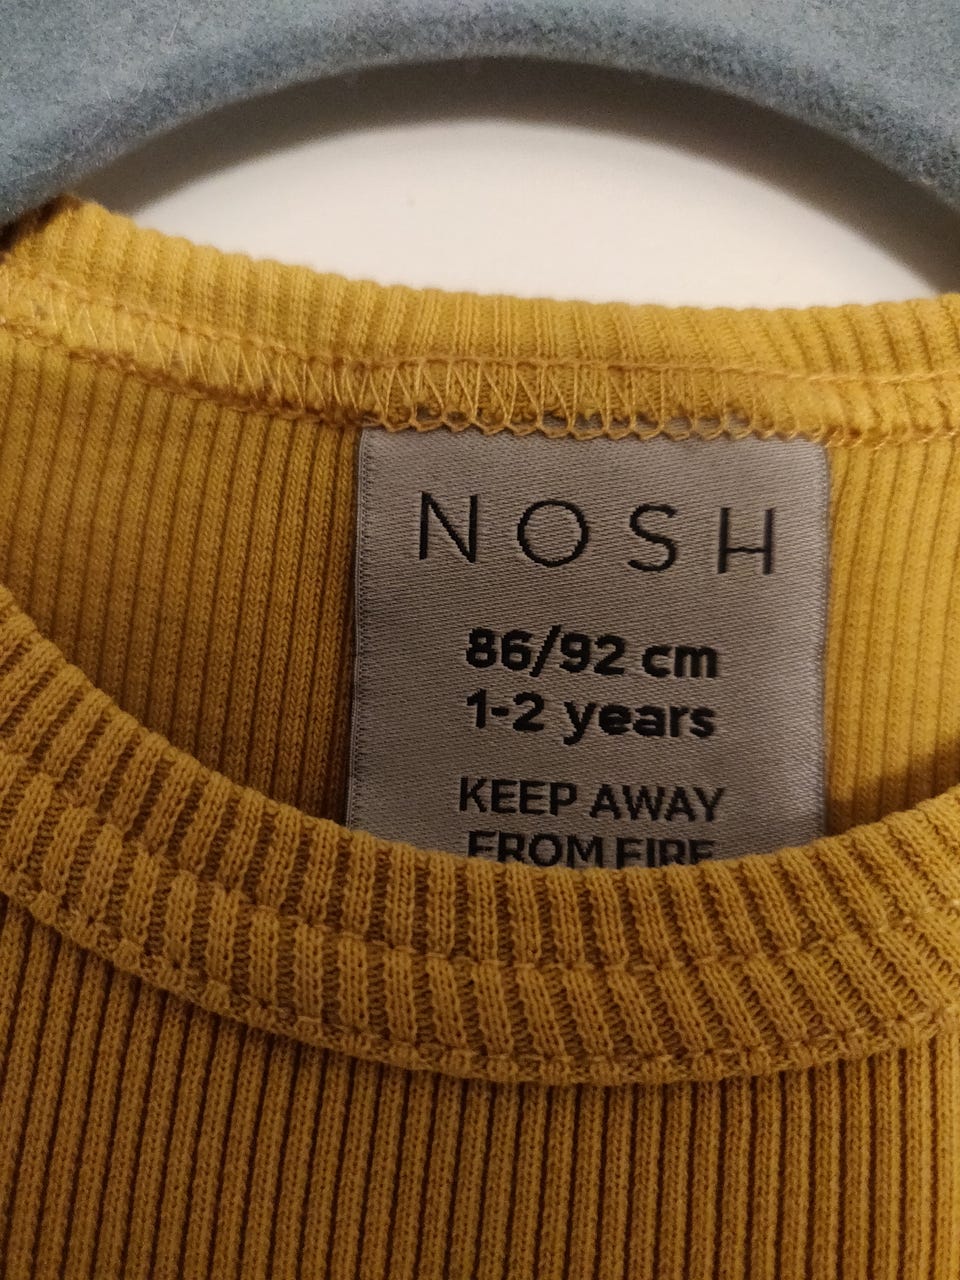 NOSH
86/92 cm
1-2 years
KEEP AWAY
FROM FIRE